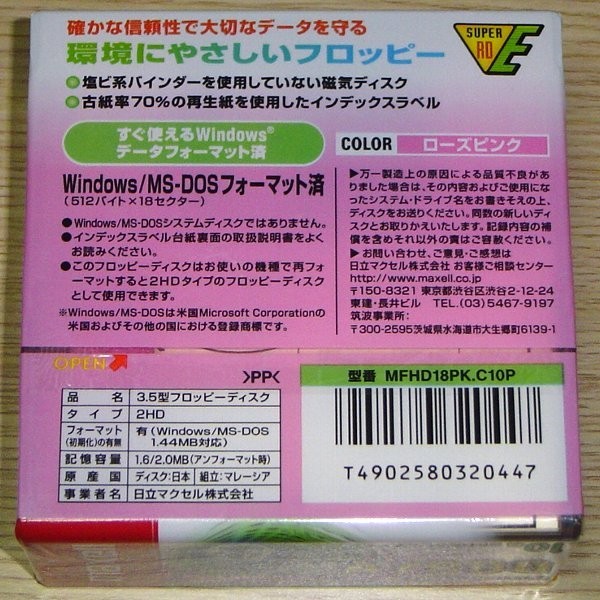 確かな信頼性で大切なデータを守る
環境にやさしいフロッピー
SUPER
RD
E
●塩ビ系バインダーを使用していない磁気ディスク
●古紙率70%の再生紙を使用したインデックスラベル
すぐ使えるWindows®
データフォーマット済
Windows/MS-DOSフォーマット済
(512バイト×18セクター)
●Windows/MS-DOSシステムディスクではありません。
●インデックスラベル台紙裏面の取扱説明書をよく
お読みください。
●このフロッピーディスクはお使いの機種で再フォ
ーマットすると2HDタイプのフロッピーディスク
として使用できます。
※Windows/MS-DOSは米国Microsoft Corporationの
米国およびその他の国における登録商標です。
COLOR ローズピンク
▶万一製造上の原因による品質不良があ
りました場合は、その内容およびご使用になっ
たシステム・ドライブ名をお書きそえの上、
ディスクをお送りください。同数の新しいディ
スクとお取りかえいたします。記録内容の補
償を含めそれ以外の責はご容赦ください。
▶お問い合わせ、ご意見・ご感想は
日立マクセル株式会社 お客様ご相談センター
http://www.maxell.co.jp
〒150-8321 東京都渋谷区渋谷2-12-24
東建・長井ビル TEL.(03)5467-9197
筑波事業所:
〒300-2595茨城県水海道市大生郷町6139-1
OPEN
>PP<
品名 3.5型フロッピーディスク
タイプ 2HD
フォーマット(初期化)の有無 有(Windows/MS-DOS
1.44MB対応)
記憶容量 1.6/2.0MB(アンフォーマット時)
原産国 ディスク:日本 組立:マレーシア
事業者名 日立マクセル株式会社
型番 MFHD18PK.C10P
T4902580320447